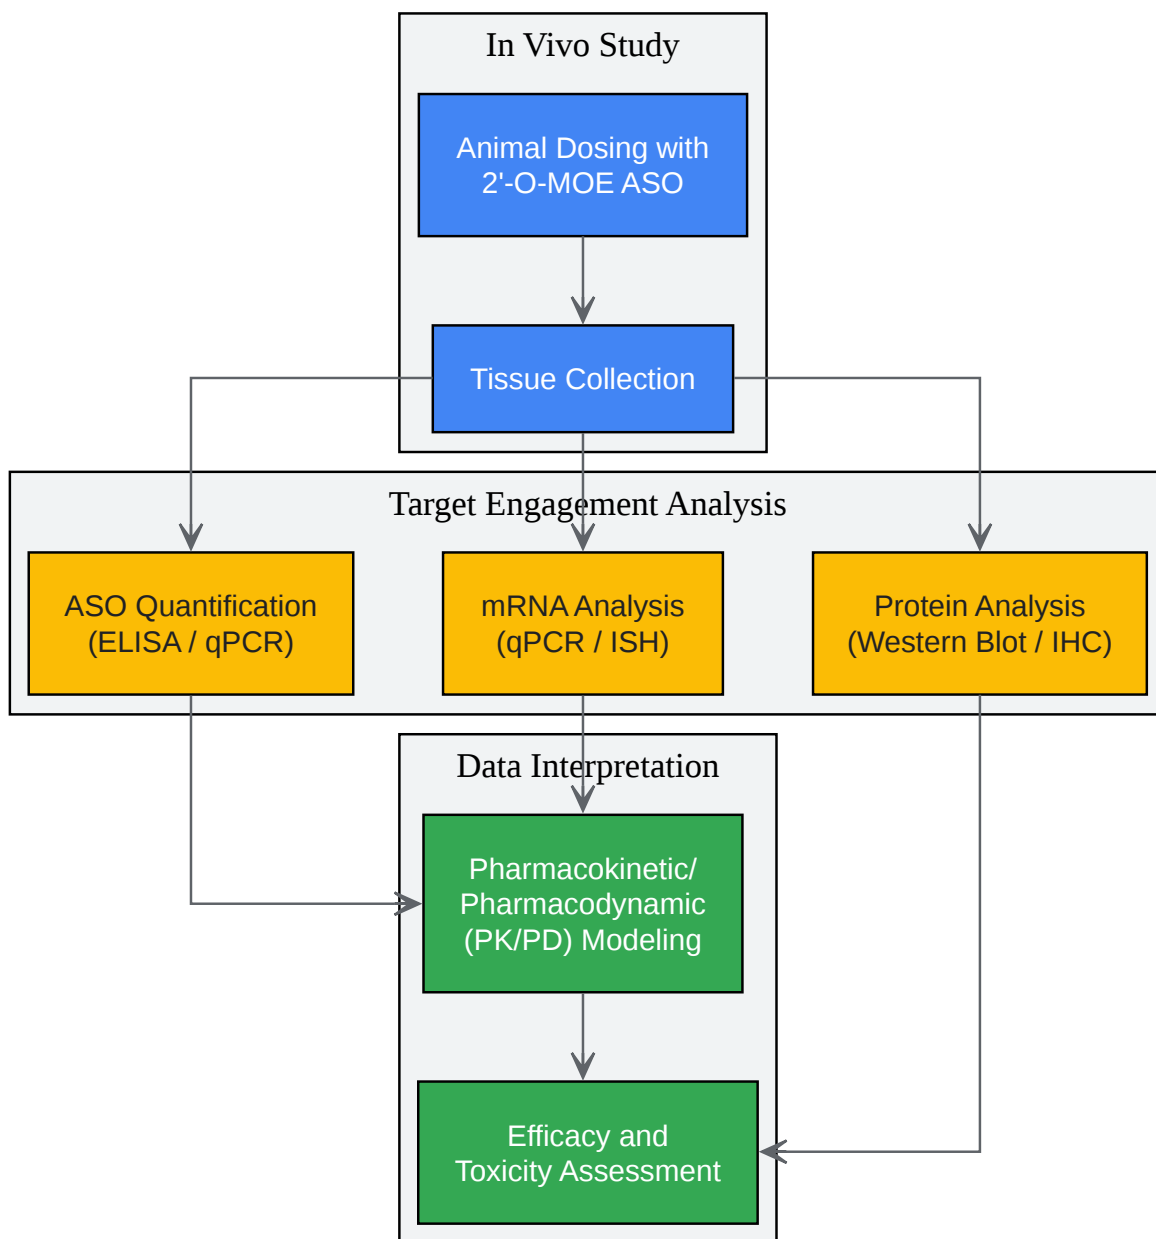 In Vivo Study
Animal Dosing with
2'-O-MOE ASO
Tissue Collection
Target Engagement Analysis
ASO Quantification
(ELISA / qPCR)
mRNA Analysis
(qPCR / ISH)
Protein Analysis
(Western Blot / IHC)
Data Interpretation
Pharmacokinetic/
Pharmacodynamic
(PK/PD) Modeling
Efficacy and
Toxicity Assessment